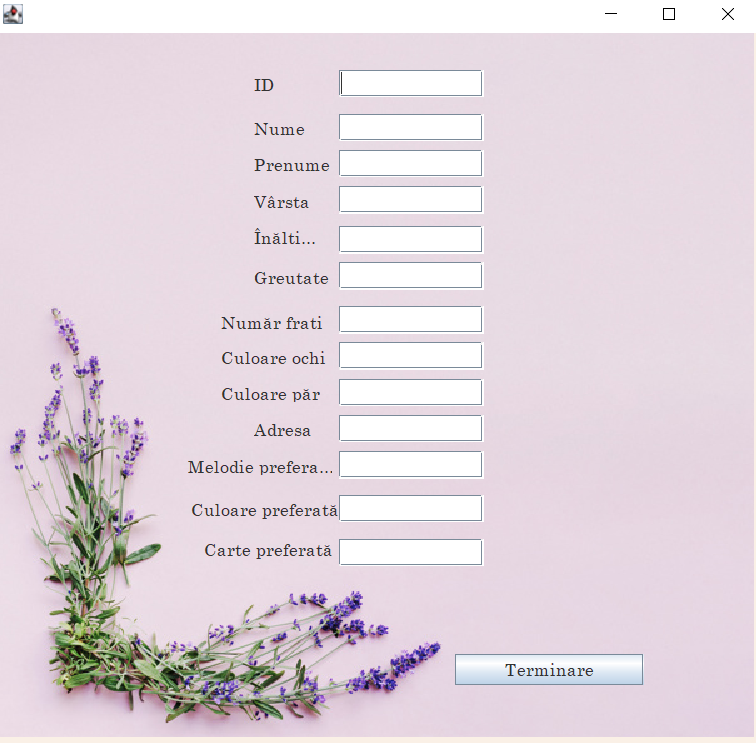 ID
Nume
Prenume
Vârsta
Înălti...
Greutate
Număr frati
Culoare ochi
Culoare păr
Adresa
Melodie prefera...
Culoare preferată
Carte preferată
Terminare